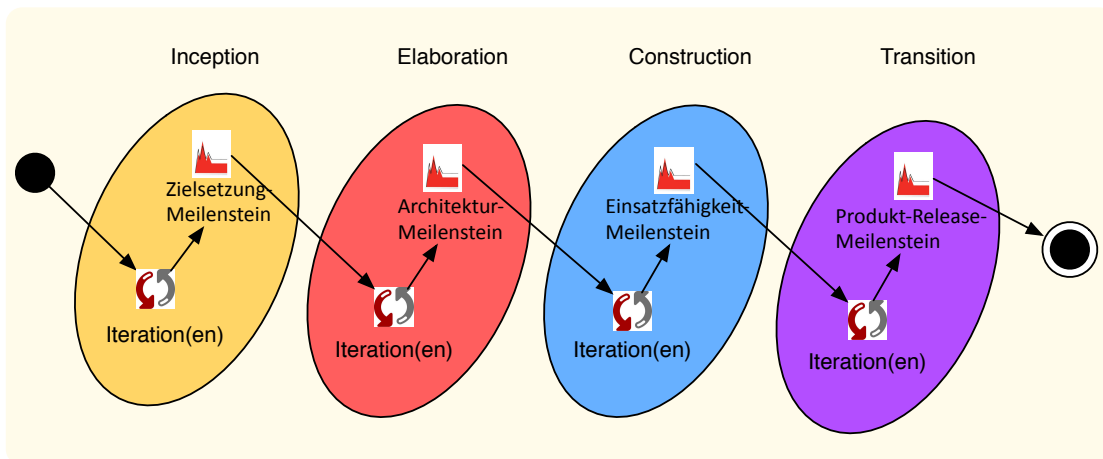 Inception
Elaboration
Construction
Transition
Zielsetzung-
Meilenstein
Iteration(en)
Architektur-
Meilenstein
Iteration(en)
Einsatzfähigkeit-
Meilenstein
Iteration(en)
Produkt-Release-
Meilenstein
Iteration(en)